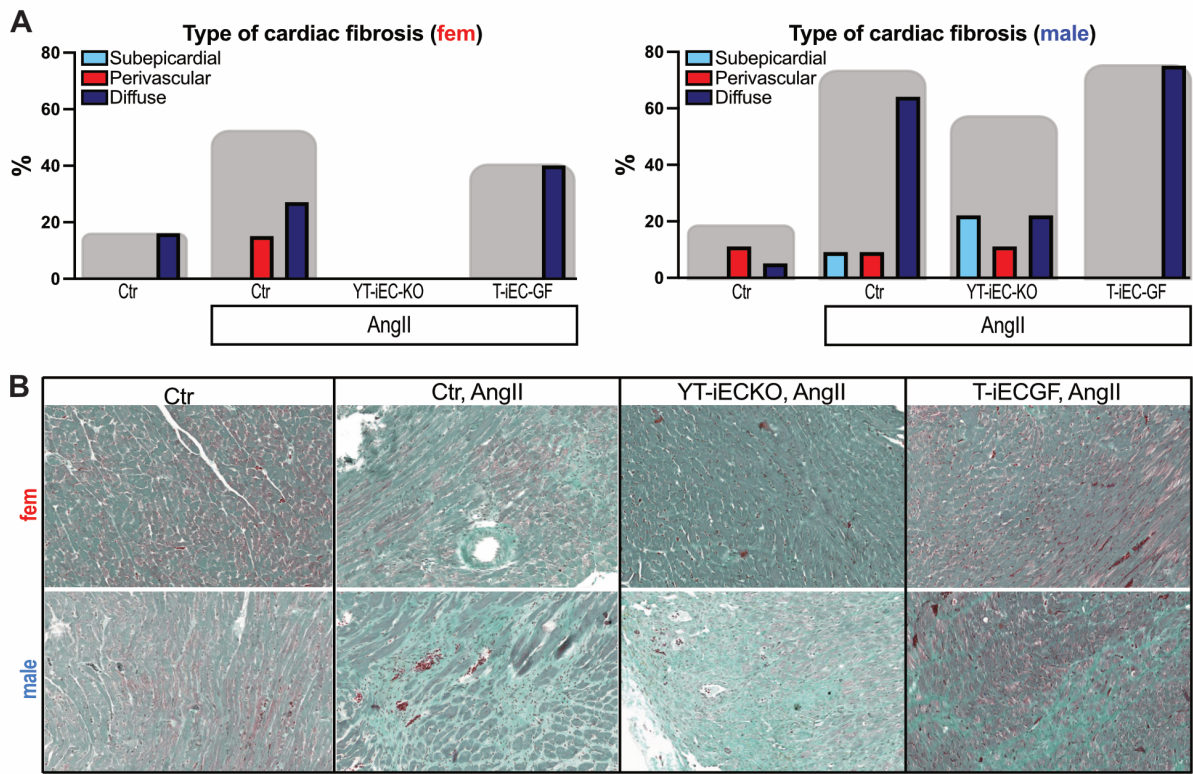 A
Type of cardiac fibrosis (fem)
80
60
40
20
0
%
Subepicardial
Perivascular
Diffuse
Ctr
Ctr
YT-iEC-KO
T-iEC-GF
AngII
Type of cardiac fibrosis (male)
80
60
40
20
0
%
Subepicardial
Perivascular
Diffuse
Ctr
Ctr
YT-iEC-KO
T-iEC-GF
AngII
B
Ctr
Ctr, AngII
YT-iECKO, AngII
T-iECGF, AngII
fem
male